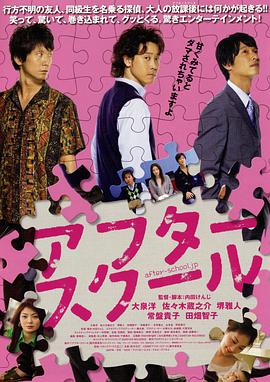 行方不明の友人、同級生を名乗る探偵、大人の放課後には何かが起きる!!
笑って、驚いて、巻き込まれて、グッとくる。驚きエンターテインメント!
甘くみてると
ダマされちゃいますよ
アフター
スクール
after-school.jp
監督・脚本:内田けんじ
大泉洋 佐々木蔵之介 堺雅人
常盤貴子 田畑智子